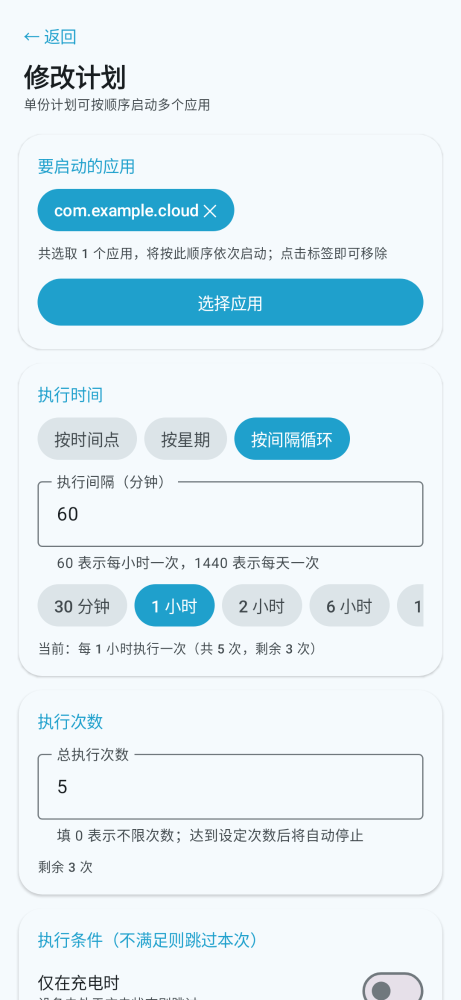 ← 返回
修改计划
单份计划可按顺序启动多个应用
要启动的应用
com.example.cloud ×
共选取 1 个应用，将按此顺序依次启动；点击标签即可移除
选择应用
执行时间
按时间点 按星期 按间隔循环
执行间隔（分钟）
60
60 表示每小时一次，1440 表示每天一次
30 分钟 1 小时 2 小时 6 小时 1
当前：每 1 小时执行一次（共 5 次，剩余 3 次）
执行次数
总执行次数
5
填 0 表示不限次数；达到设定次数后将自动停止
剩余 3 次
执行条件（不满足则跳过本次）
仅在充电时